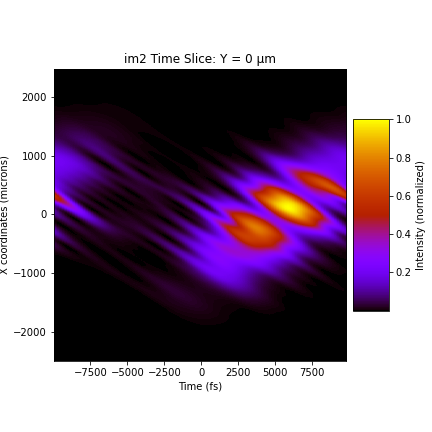 im2 Time Slice: Y = 0 μm
X coordinates (microns)
2000
1000
0
−1000
−2000
−7500 −5000 −2500 0 2500 5000 7500
Time (fs)
1.0
0.8
0.6
0.4
0.2
Intensity (normalized)